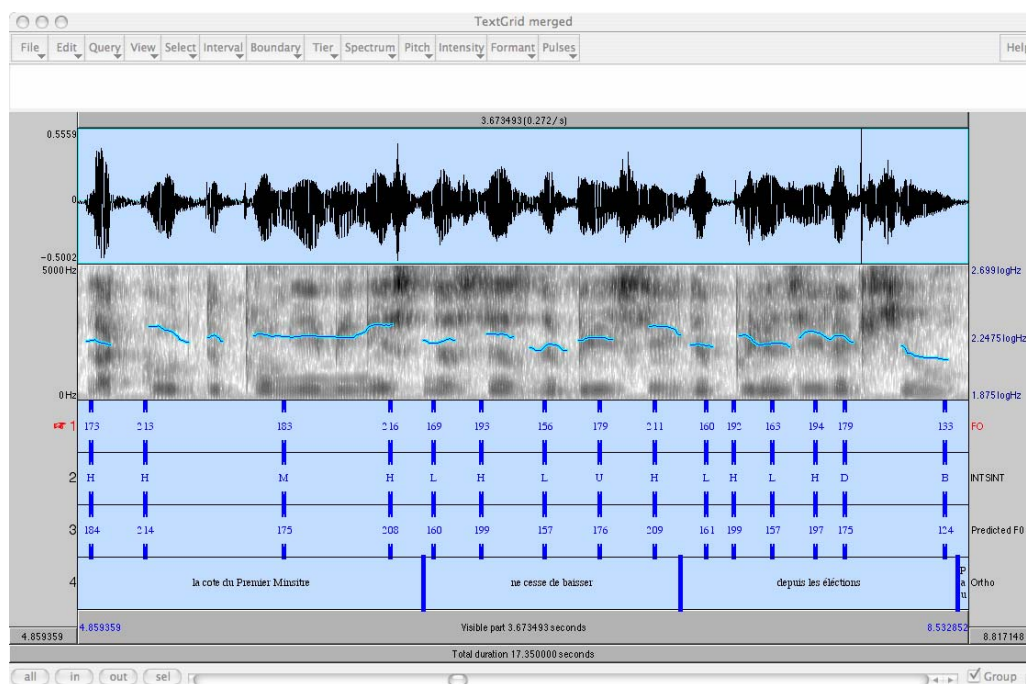 TextGrid merged
File Edit Query View Select Interval Boundary Tier Spectrum Pitch Intensity Formant Pulses Help
3.673493(0.272 / s)
0.5559
0
-0.5002
5000 Hz 2.699 logHz
2.2475 logHz
0 Hz 1.875 logHz
1 173 213 183 216 169 193 156 179 211 160 192 163 194 179 133 F0
2 H H M H L H L U H L H L H D B INTSINT
3 184 214 175 208 160 199 157 176 209 161 199 157 197 175 124 Predicted F0
4 la cote du Premier Minsitre ne cesse de baisser depuis les éléctions Pau Ortho
4.859359 4.859359 Visible part 3.673493 seconds 8.532852 8.817148
Total duration 17.350000 seconds
all in out sel Group